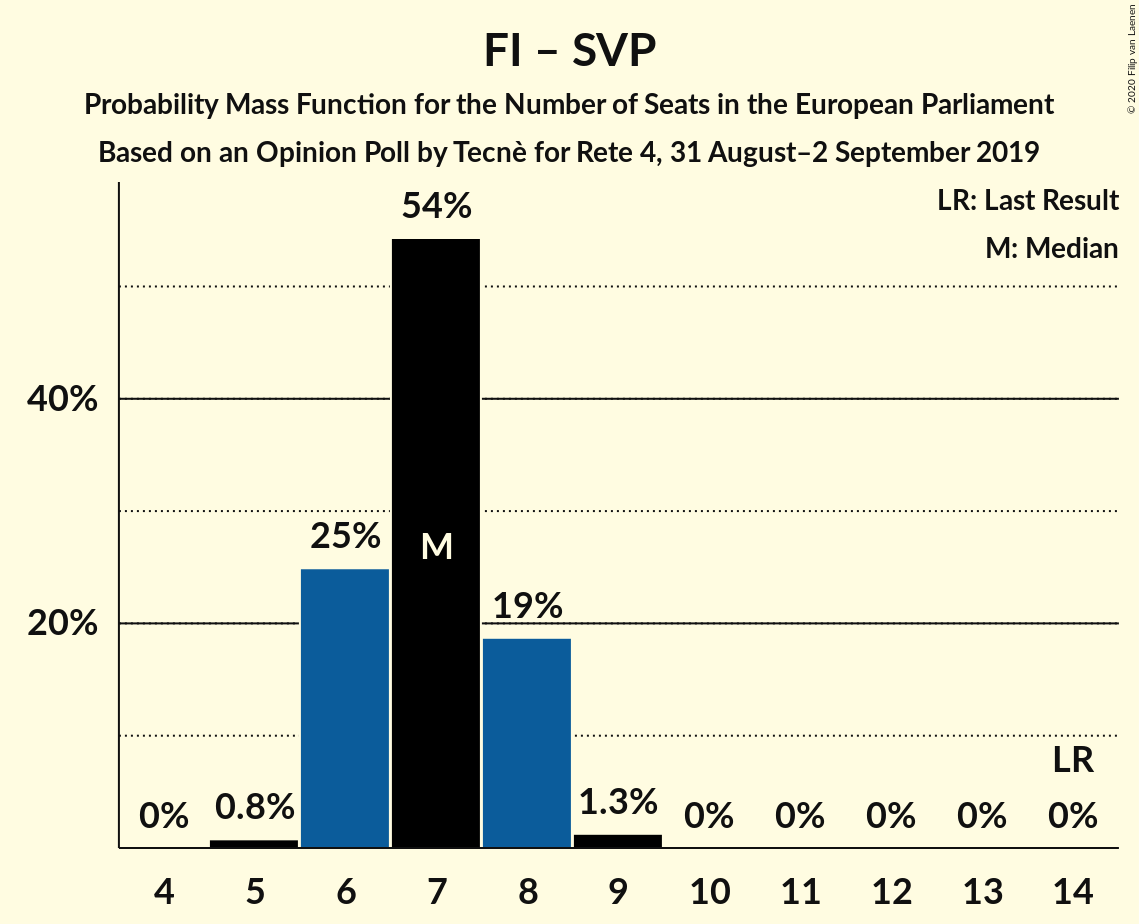 FI – SVP
Probability Mass Function for the Number of Seats in the European Parliament
Based on an Opinion Poll by Tecnè for Rete 4, 31 August–2 September 2019
© 2020 Filip van Laenen
LR: Last Result
M: Median
54%
40%
25%
M
20%
19%
LR
0%
0.8%
1.3%
0%
0%
0%
0%
0%
4 5 6 7 8 9 10 11 12 13 14